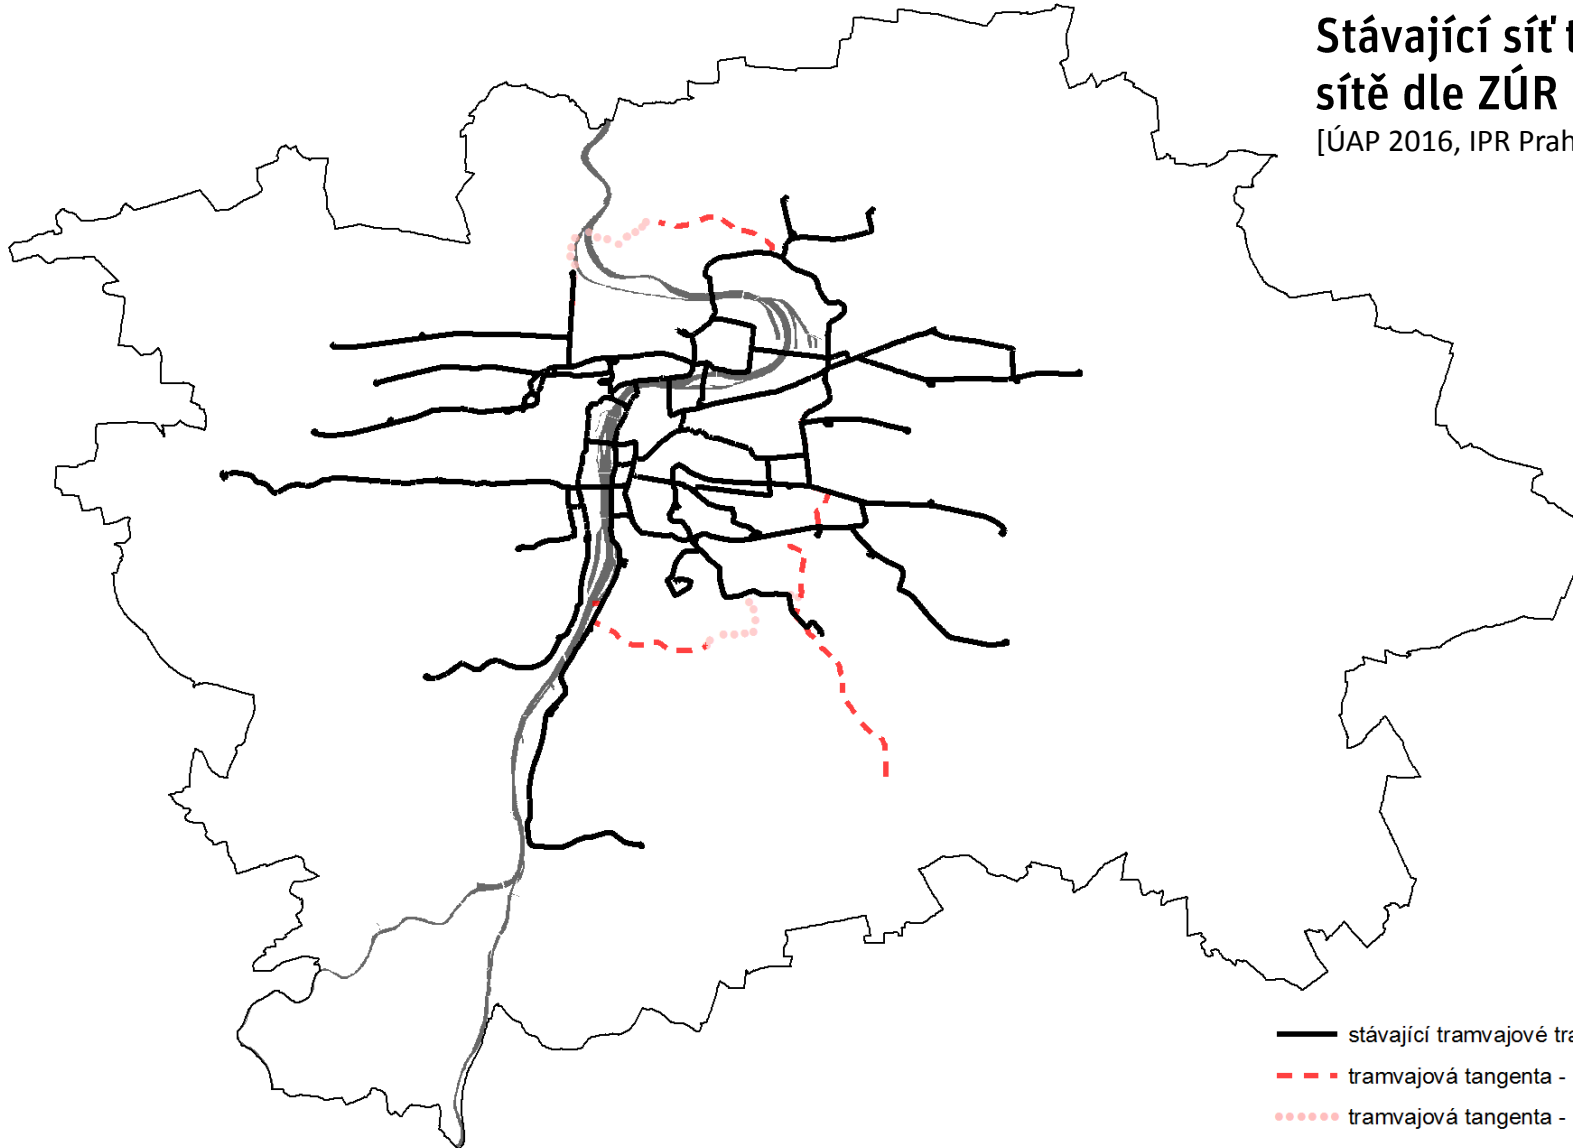 Stávající síť t
sítě dle ZÚR
[ÚAP 2016, IPR Prah
stávající tramvajové tra
tramvajová tangenta -
tramvajová tangenta -